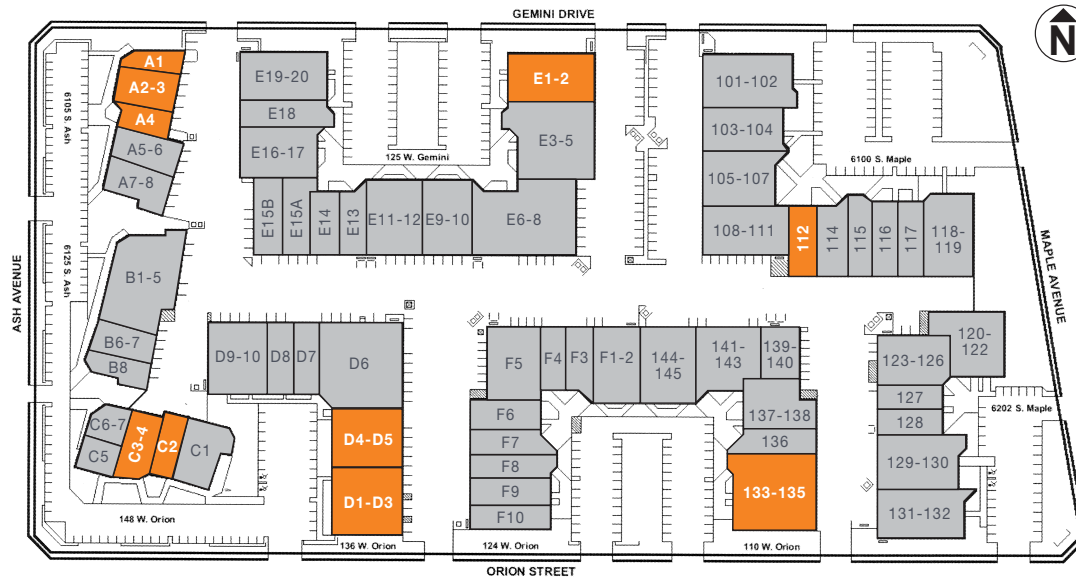 GEMINI DRIVE
N
A1
A2-3
A4
A5-6
A7-8
6105 S. Ash
E19-20
E18
E16-17
E15B
E15A
E14
E13
E11-12
E9-10
E6-8
E3-5
E1-2
125 W. Gemini
101-102
103-104
105-107
108-111
112
114
115
116
117
118-
119
6100 S. Maple
MAPLE AVENUE
ASH AVENUE
6125 S. Ash
B1-5
B6-7
B8
C6-7
C5
C3-4
C2
C1
148 W. Orion
D9-10
D8
D7
D6
D4-D5
D1-D3
136 W. Orion
F5
F4
F3
F1-2
144-
145
141-
143
139-
140
137-138
136
133-135
F6
F7
F8
F9
F10
124 W. Orion
110 W. Orion
120-
122
123-126
127
128
129-130
131-132
6202 S. Maple
ORION STREET